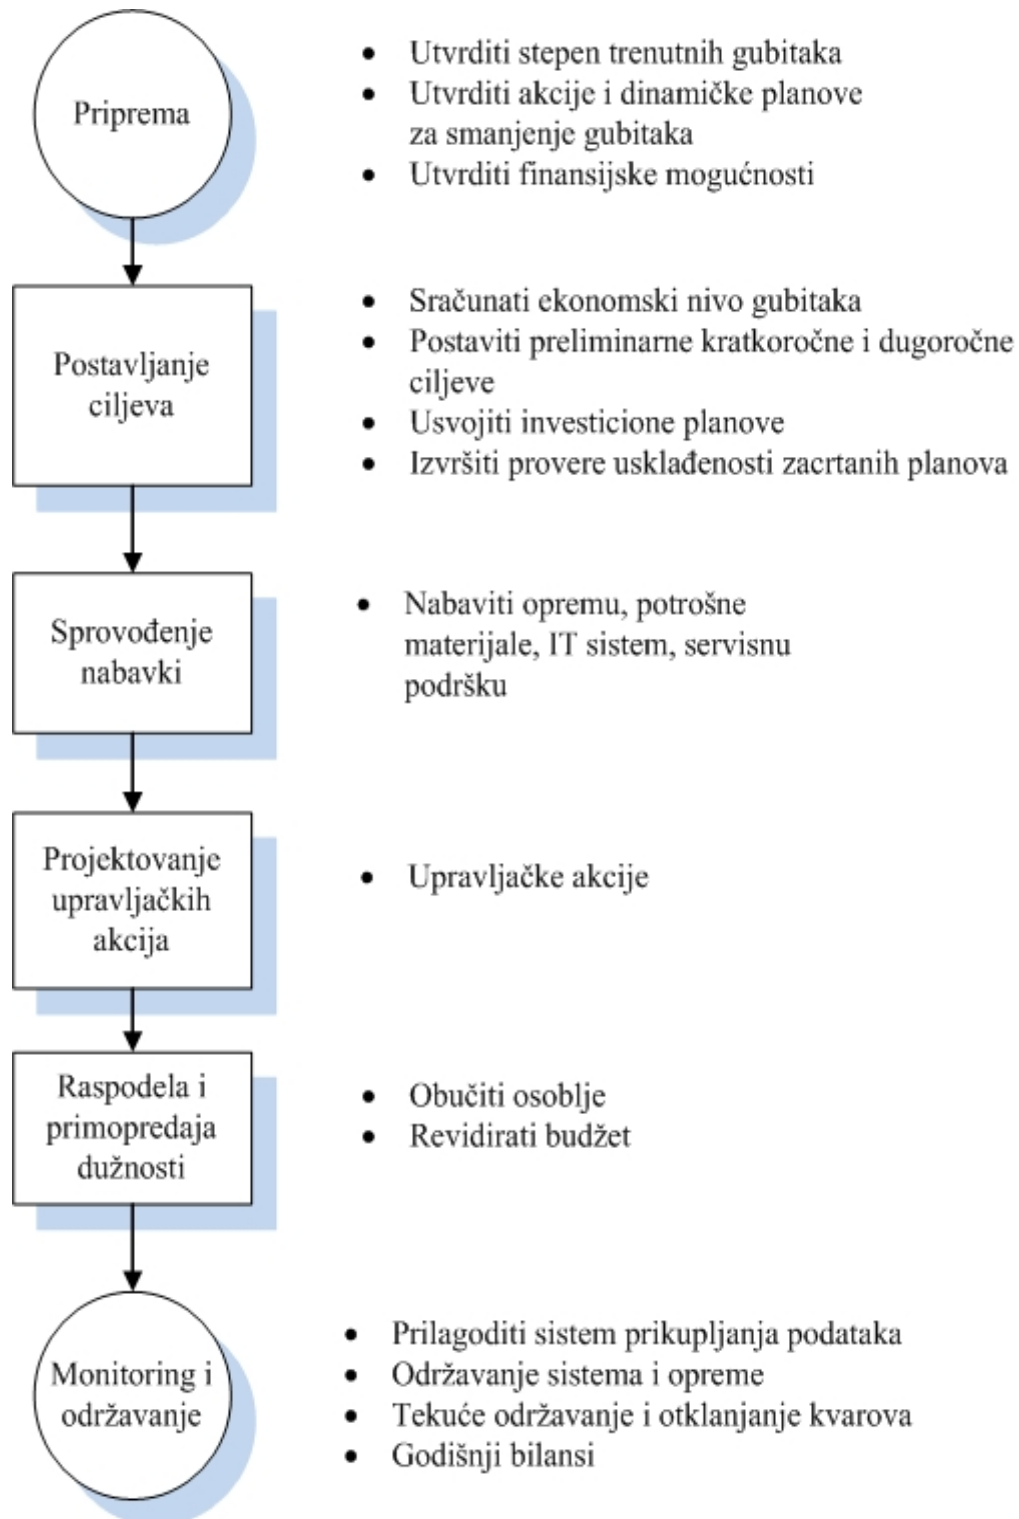 Priprema
• Utvrditi stepen trenutnih gubitaka
• Utvrditi akcije i dinamičke planove
za smanjenje gubitaka
• Utvrditi finansijske mogućnosti
Postavljanje
ciljeva
• Sračunati ekonomski nivo gubitaka
• Postaviti preliminarne kratkoročne i dugoročne
ciljeve
• Usvojiti investicione planove
• Izvršiti provere usklađenosti zacrtanih planova
Sprovođenje
nabavki
• Nabaviti opremu, potrošne
materijale, IT sistem, servisnu
podršku
Projektovanje
upravljačkih
akcija
• Upravljačke akcije
Raspodela i
primopredaja
dužnosti
• Obučiti osoblje
• Revidirati budžet
Monitoring i
održavanje
• Prilagoditi sistem prikupljanja podataka
• Održavanje sistema i opreme
• Tekuće održavanje i otklanjanje kvarova
• Godišnji bilansi